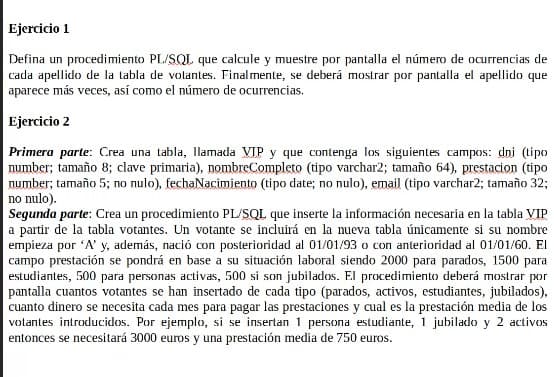 Ejercicio 1
Defina un procedimiento PL/SQL que calcule y muestre por pantalla el número de ocurrencias de
cada apellido de la tabla de votantes. Finalmente, se deberá mostrar por pantalla el apellido que
aparece más veces, así como el número de ocurrencias.
Ejercicio 2
Primera parte: Crea una tabla, llamada VIP y que contenga los siguientes campos: dni (tipo
number; tamaño 8; clave primaria), nombreCompleto (tipo varchar2; tamaño 64), prestacion (tipo
number; tamaño 5; no nulo), fechaNacimiento (tipo date; no nulo), email (tipo varchar2; tamaño 32;
no nulo).
Segunda parte: Crea un procedimiento PL/SQL que inserte la información necesaria en la tabla VIP
a partir de la tabla votantes. Un votante se incluirá en la nueva tabla únicamente si su nombre
empieza por ‘A’ y, además, nació con posterioridad al 01/01/93 o con anterioridad al 01/01/60. El
campo prestación se pondrá en base a su situación laboral siendo 2000 para parados, 1500 para
estudiantes, 500 para personas activas, 500 si son jubilados. El procedimiento deberá mostrar por
pantalla cuantos votantes se han insertado de cada tipo (parados, activos, estudiantes, jubilados),
cuanto dinero se necesita cada mes para pagar las prestaciones y cual es la prestación media de los
votantes introducidos. Por ejemplo, si se insertan 1 persona estudiante, 1 jubilado y 2 activos
entonces se necesitará 3000 euros y una prestación media de 750 euros.